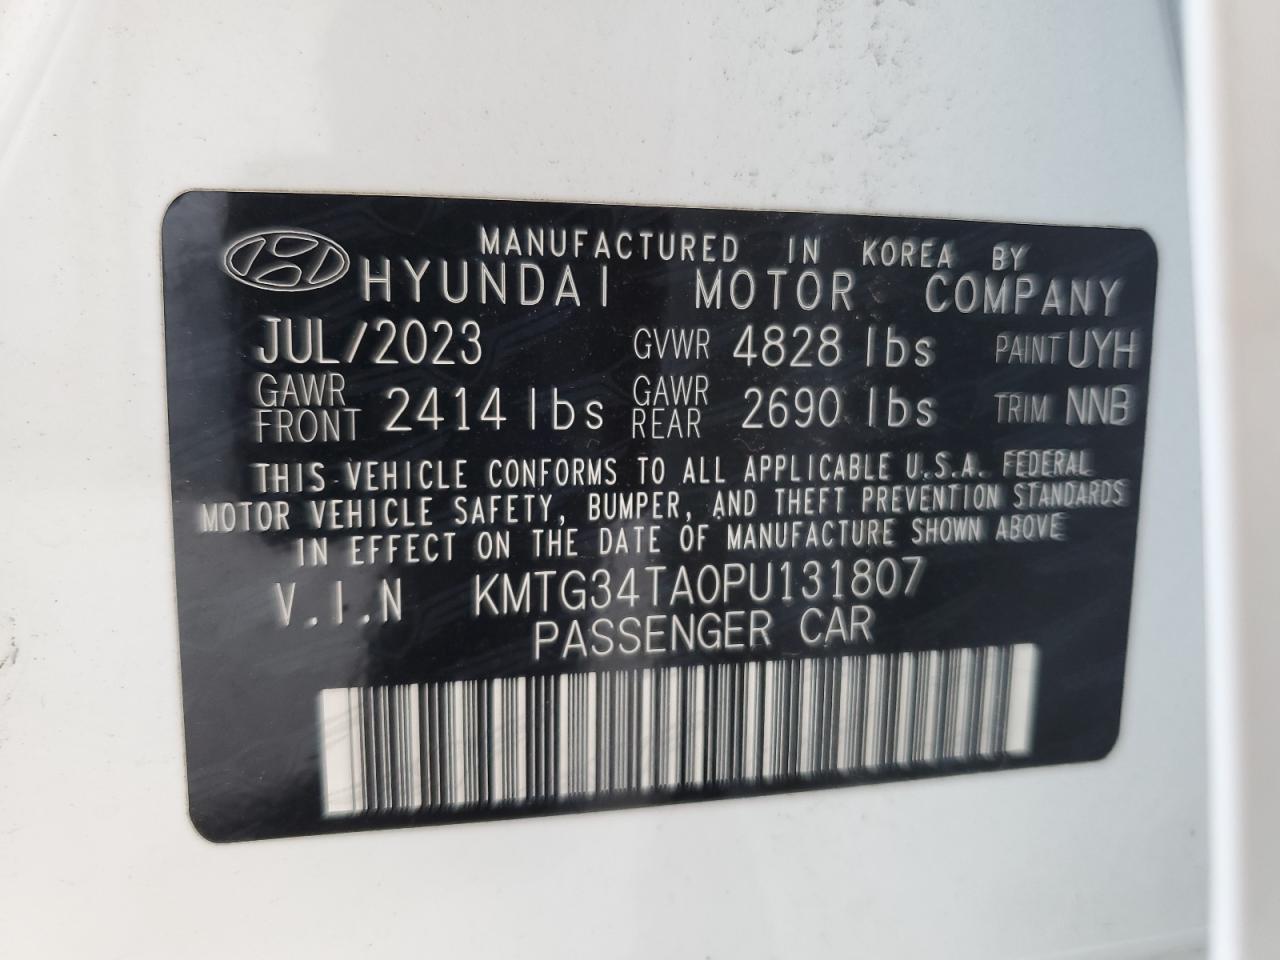 MANUFACTURED IN KOREA BY
HYUNDAI MOTOR COMPANY
JUL/2023 GVWR 4828 lbs PAINT UYH
GAWR FRONT 2414 lbs GAWR REAR 2690 lbs TRIM NNB
THIS VEHICLE CONFORMS TO ALL APPLICABLE U.S.A. FEDERAL
MOTOR VEHICLE SAFETY, BUMPER, AND THEFT PREVENTION STANDARDS
IN EFFECT ON THE DATE OF MANUFACTURE SHOWN ABOVE
V.I.N KMTG34TA0PU131807
PASSENGER CAR